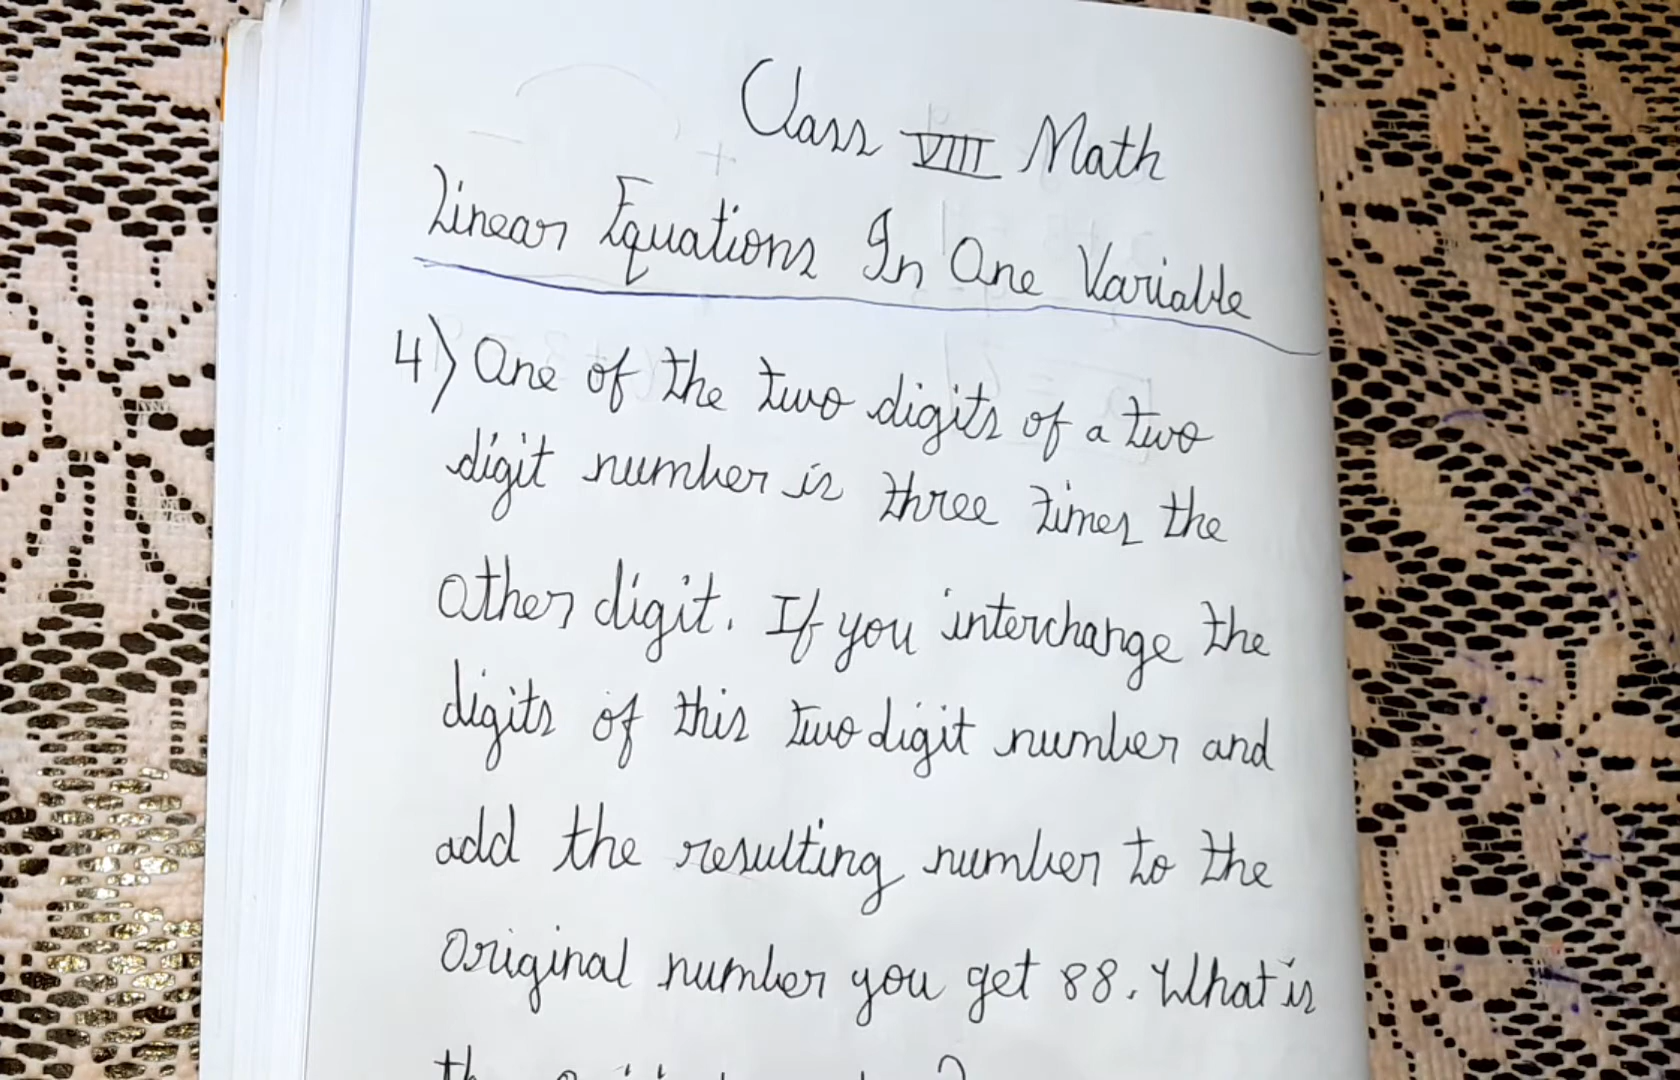 Class VIII Math
Linear Equations In One Variable
4) One of the two digits of a two
digit number is three times the
other digit. If you interchange the
digits of this two digit number and
add the resulting number to the
original number you get 88. What is